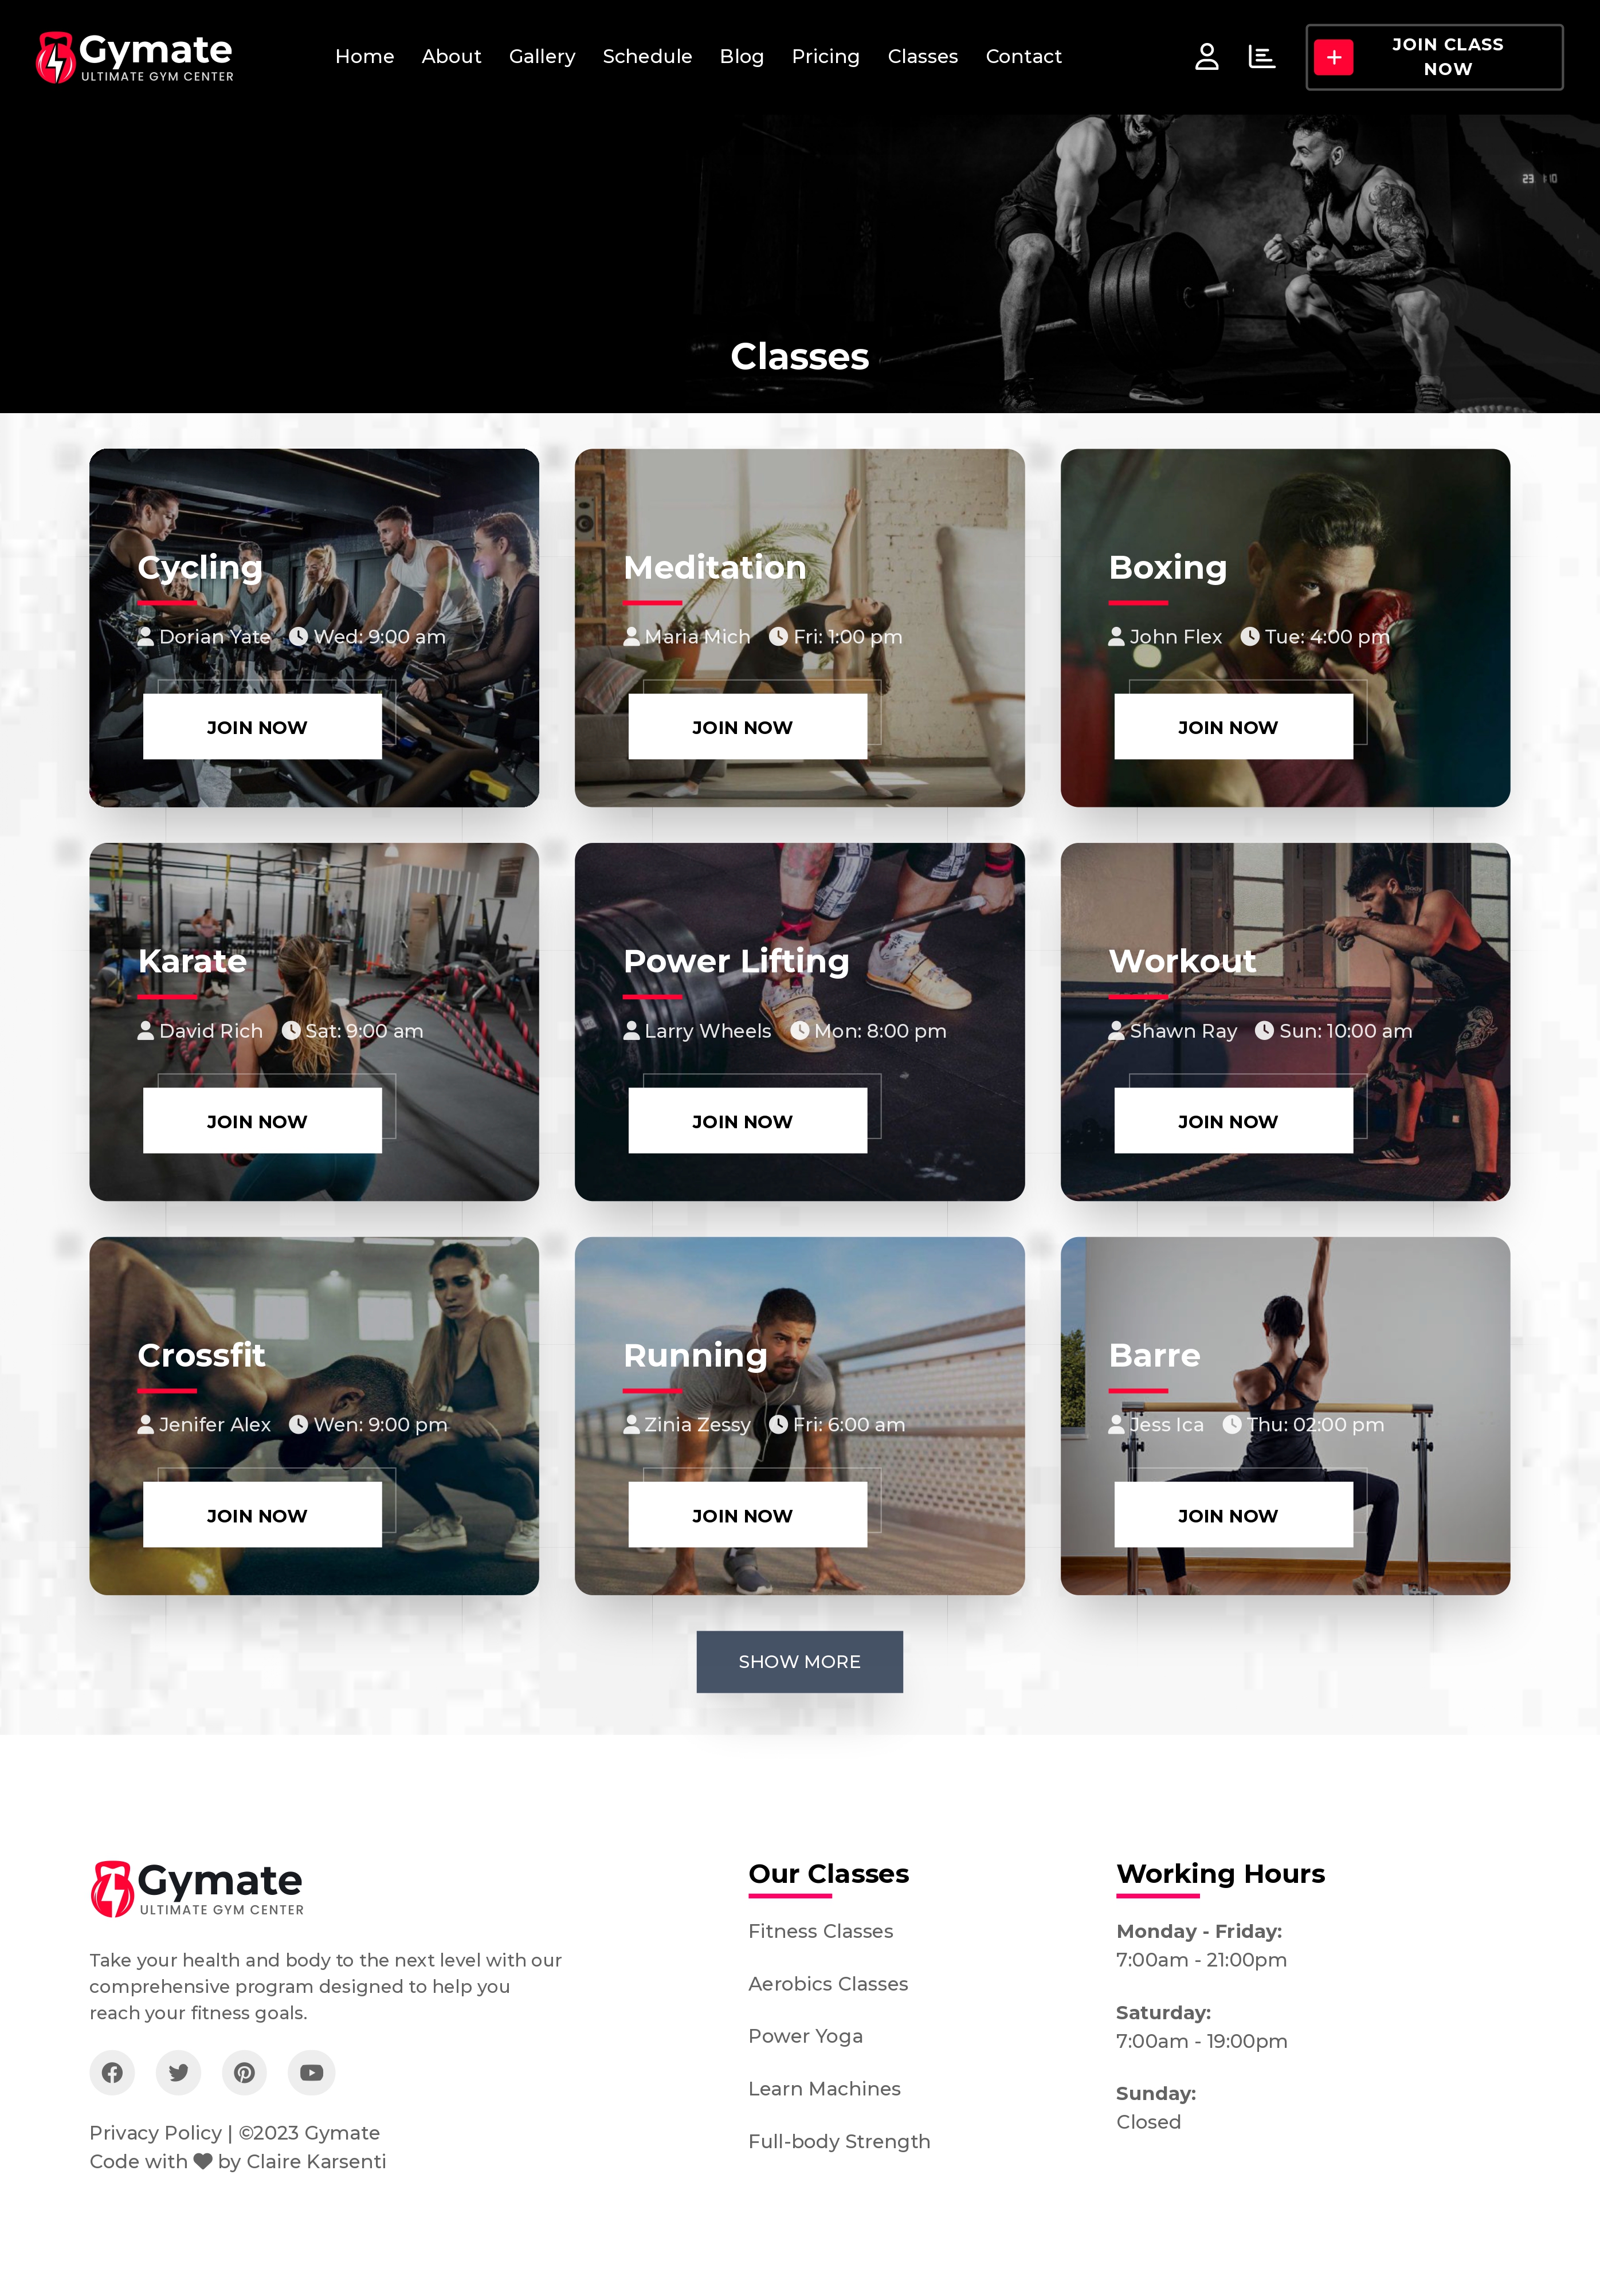 Gymate
ULTIMATE GYM CENTER
Home About Gallery Schedule Blog Pricing Classes Contact
JOIN CLASS
NOW
23 1:10
Classes
Cycling
Dorian Yate Wed: 9:00 am
JOIN NOW
Meditation
Maria Mich Fri: 1:00 pm
JOIN NOW
Boxing
John Flex Tue: 4:00 pm
JOIN NOW
Karate
David Rich Sat: 9:00 am
JOIN NOW
Power Lifting
Larry Wheels Mon: 8:00 pm
JOIN NOW
Workout
Shawn Ray Sun: 10:00 am
JOIN NOW
Crossfit
Jenifer Alex Wen: 9:00 pm
JOIN NOW
Running
Zinia Zessy Fri: 6:00 am
JOIN NOW
Barre
Jess Ica Thu: 02:00 pm
JOIN NOW
SHOW MORE
Gymate
ULTIMATE GYM CENTER
Take your health and body to the next level with our
comprehensive program designed to help you
reach your fitness goals.
Privacy Policy | ©2023 Gymate
Code with by Claire Karsenti
Our Classes
Fitness Classes
Aerobics Classes
Power Yoga
Learn Machines
Full-body Strength
Working Hours
Monday - Friday:
7:00am - 21:00pm
Saturday:
7:00am - 19:00pm
Sunday:
Closed